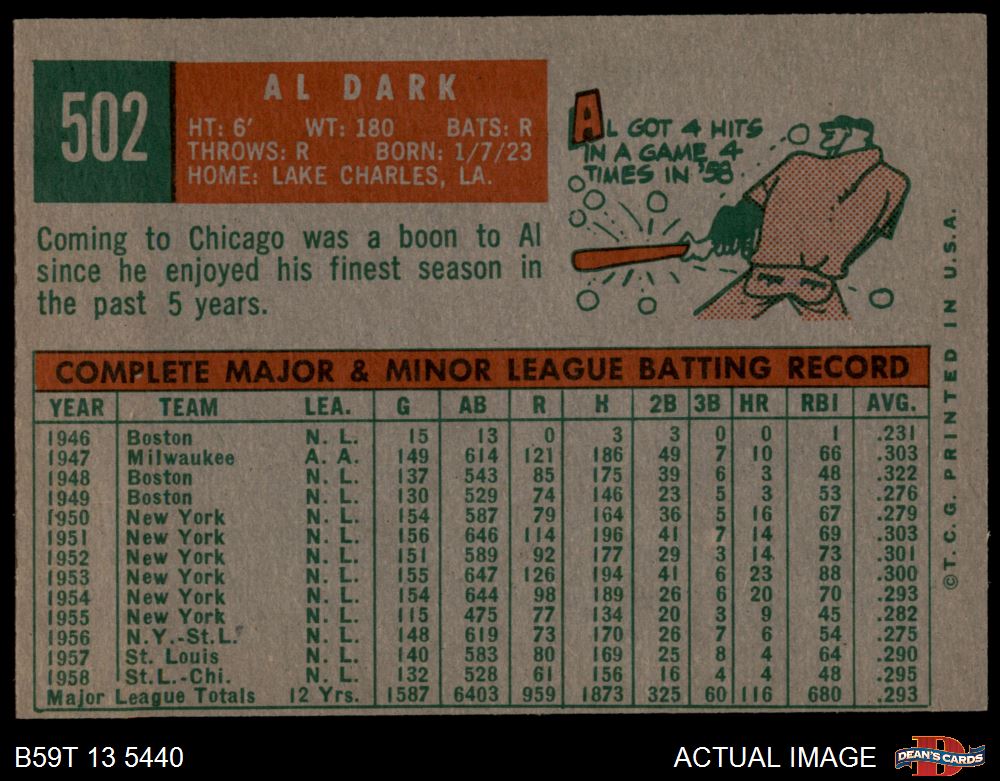 502
AL DARK
HT: 6' WT: 180 BATS: R
THROWS: R BORN: 1/7/23
HOME: LAKE CHARLES, LA.
AL GOT 4 HITS
IN A GAME 4
TIMES IN '58.
Coming to Chicago was a boon to Al
since he enjoyed his finest season in
the past 5 years.
COMPLETE MAJOR & MINOR LEAGUE BATTING RECORD
YEAR TEAM LEA. G AB R H 2B 3B HR RBI AVG.
1946 Boston N. L. 15 13 0 3 3 0 0 1 .231
1947 Milwaukee A. A. 149 614 121 186 49 7 10 66 .303
1948 Boston N. L. 137 543 85 175 39 6 3 48 .322
1949 Boston N. L. 130 529 74 146 23 5 3 53 .276
1950 New York N. L. 154 587 79 164 36 5 16 67 .279
1951 New York N. L. 156 646 114 196 41 7 14 69 .303
1952 New York N. L. 151 589 92 177 29 3 14 73 .301
1953 New York N. L. 155 647 126 194 41 6 23 88 .300
1954 New York N. L. 154 644 98 189 26 6 20 70 .293
1955 New York N. L. 115 475 77 134 20 3 9 45 .282
1956 N.Y.-St.L. N. L. 148 619 73 170 26 7 6 54 .275
1957 St. Louis N. L. 140 583 80 169 25 8 4 64 .290
1958 St.L.-Chi. N. L. 132 528 61 156 16 4 4 48 .295
Major League Totals 12 Yrs. 1587 6403 959 1873 325 60 116 680 .293
©T.C.G. PRINTED IN U.S.A.
B59T 13 5440
ACTUAL IMAGE
D
DEAN'S CARDS